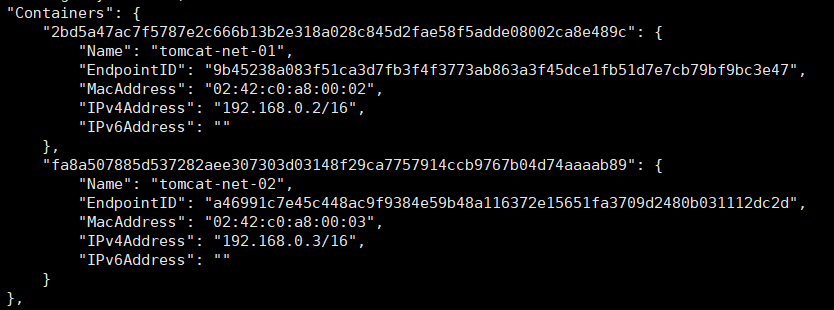 "Containers": {
"2bd5a47ac7f5787e2c666b13b2e318a028c845d2fae58f5adde08002ca8e489c": {
"Name": "tomcat-net-01",
"EndpointID": "9b45238a083f51ca3d7fb3f4f3773ab863a3f45dce1fb51d7e7cb79bf9bc3e47",
"MacAddress": "02:42:c0:a8:00:02",
"IPv4Address": "192.168.0.2/16",
"IPv6Address": ""
},
"fa8a507885d537282aee307303d03148f29ca7757914ccb9767b04d74aaaab89": {
"Name": "tomcat-net-02",
"EndpointID": "a46991c7e45c448ac9f9384e59b48a116372e15651fa3709d2480b031112dc2d",
"MacAddress": "02:42:c0:a8:00:03",
"IPv4Address": "192.168.0.3/16",
"IPv6Address": ""
}
},